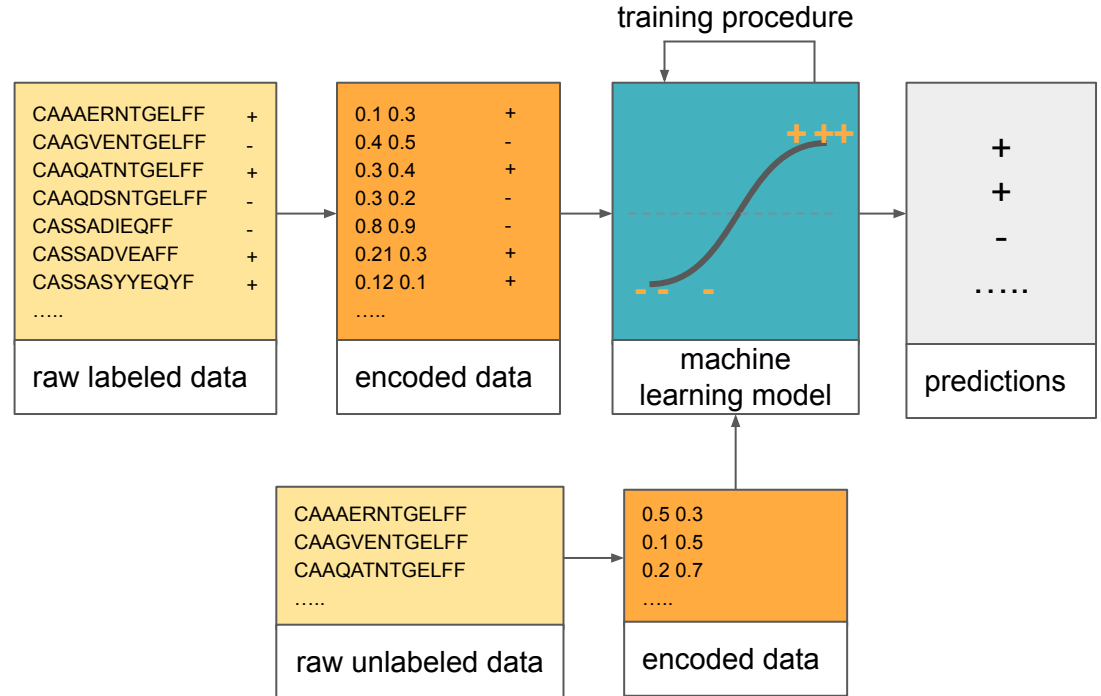 training procedure
CAAAERNTGELFF +
CAAGVENTGELFF -
CAAQATNTGELFF +
CAAQDSNTGELFF -
CASSADIEQFF -
CASSADVEAFF +
CASSASYYEQYF +
…..
raw labeled data
0.1 0.3 +
0.4 0.5 -
0.3 0.4 +
0.3 0.2 -
0.8 0.9 -
0.21 0.3 +
0.12 0.1 +
…..
encoded data
+ ++
- - -
machine
learning model
+
+
-
…..
predictions
CAAAERNTGELFF
CAAGVENTGELFF
CAAQATNTGELFF
…..
raw unlabeled data
0.5 0.3
0.1 0.5
0.2 0.7
…..
encoded data